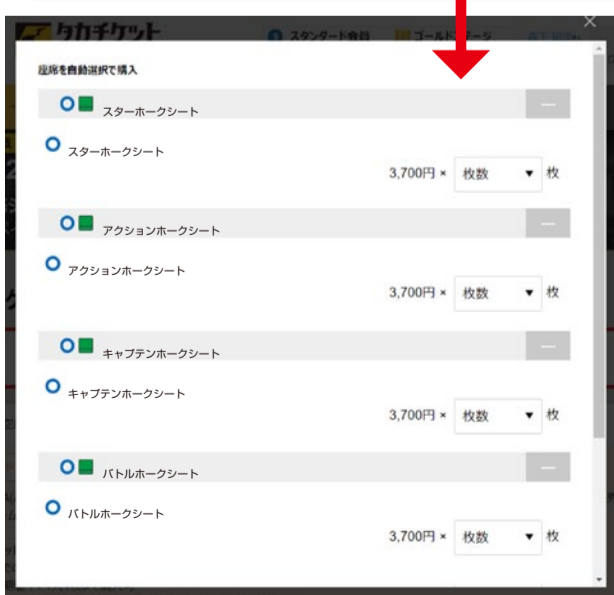 タカチケット
スタンダード会員
座席を自動選択で購入
スターホークシート
スターホークシート
3,700円 × 枚数 ▼ 枚
アクションホークシート
アクションホークシート
3,700円 × 枚数 ▼ 枚
キャプテンホークシート
キャプテンホークシート
3,700円 × 枚数 ▼ 枚
バトルホークシート
バトルホークシート
3,700円 × 枚数 ▼ 枚